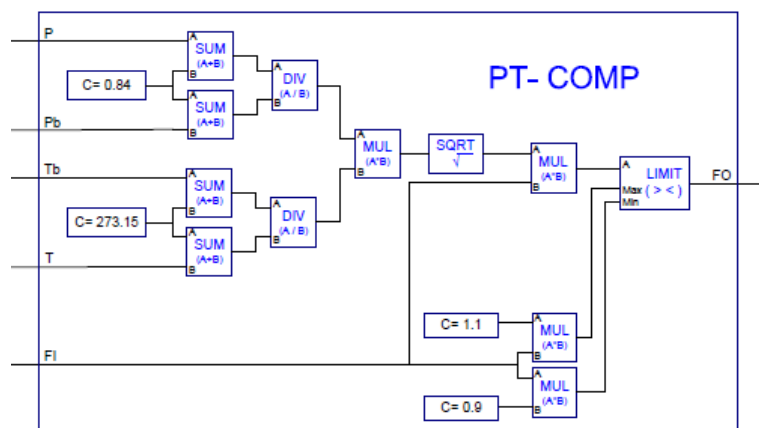 P
A
SUM
(A+B)
B
C= 0.84
A
SUM
(A+B)
B
Pb
A
DIV
(A / B)
B
PT- COMP
Tb
A
SUM
(A+B)
B
C= 273.15
A
SUM
(A+B)
B
T
A
DIV
(A / B)
B
A
MUL
(A*B)
B
SQRT
√
A
MUL
(A*B)
B
A
LIMIT
Max ( > < )
Min
FO
C= 1.1
A
MUL
(A*B)
B
FI
A
MUL
(A*B)
B
C= 0.9